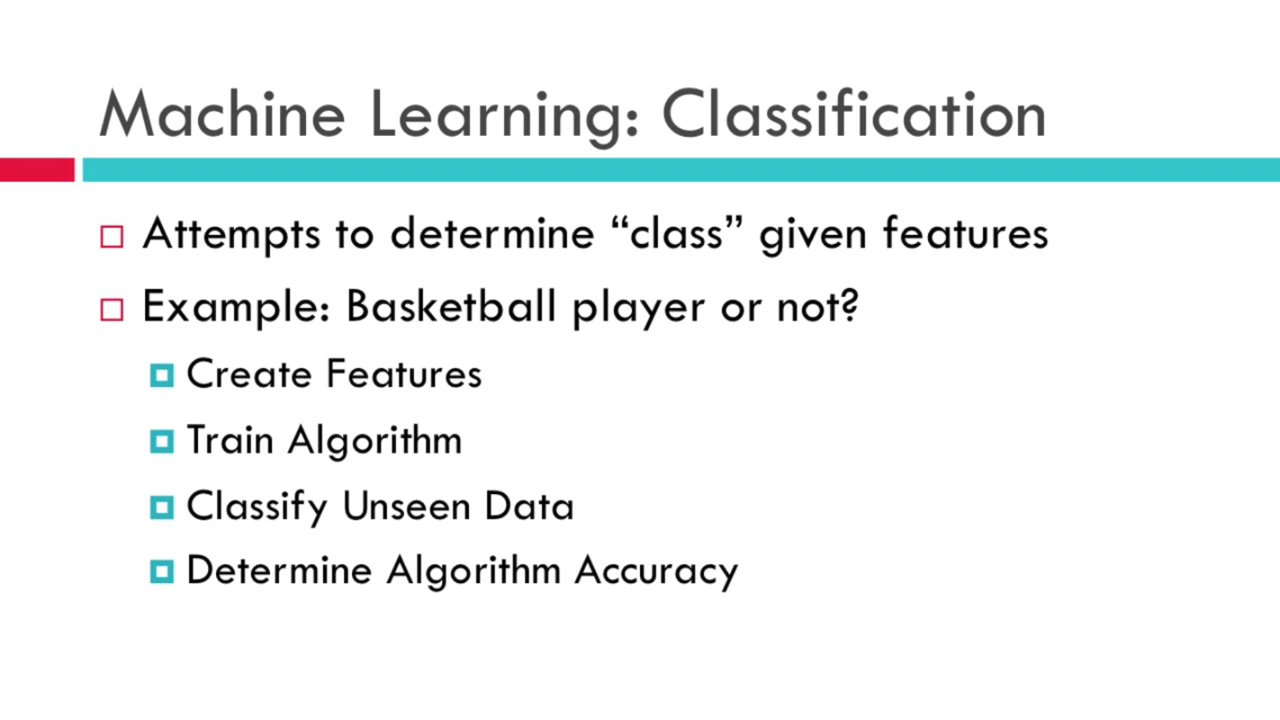 Machine Learning: Classification
Attempts to determine “class” given features
Example: Basketball player or not?
Create Features
Train Algorithm
Classify Unseen Data
Determine Algorithm Accuracy